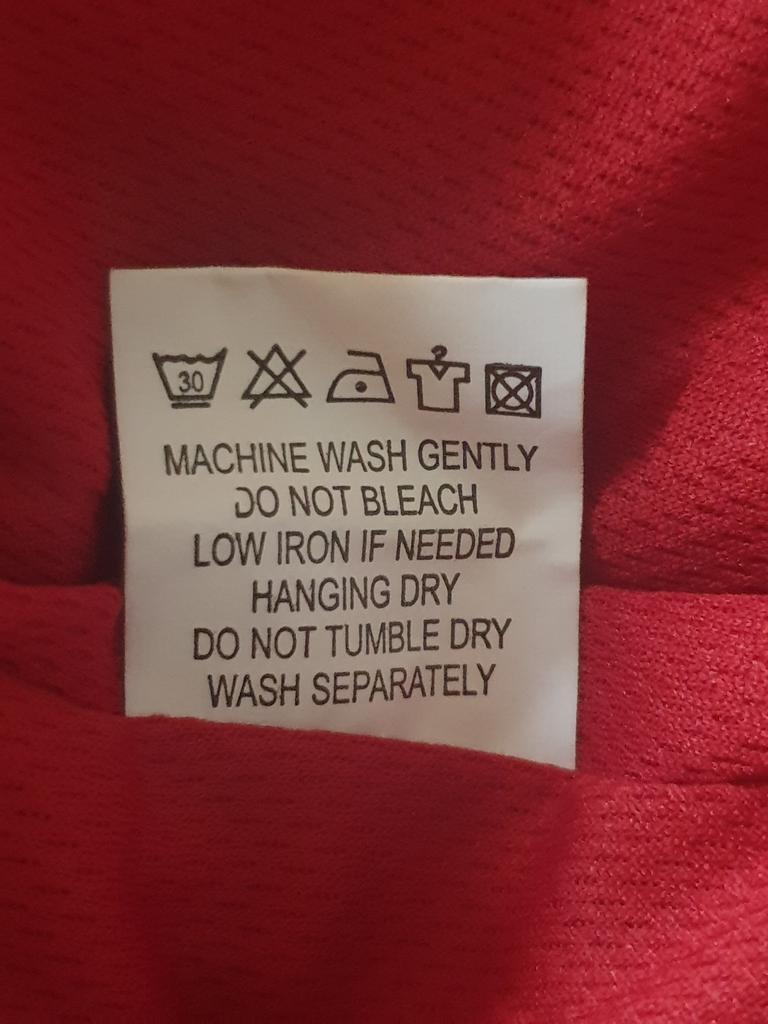 30
MACHINE WASH GENTLY
DO NOT BLEACH
LOW IRON IF NEEDED
HANGING DRY
DO NOT TUMBLE DRY
WASH SEPARATELY